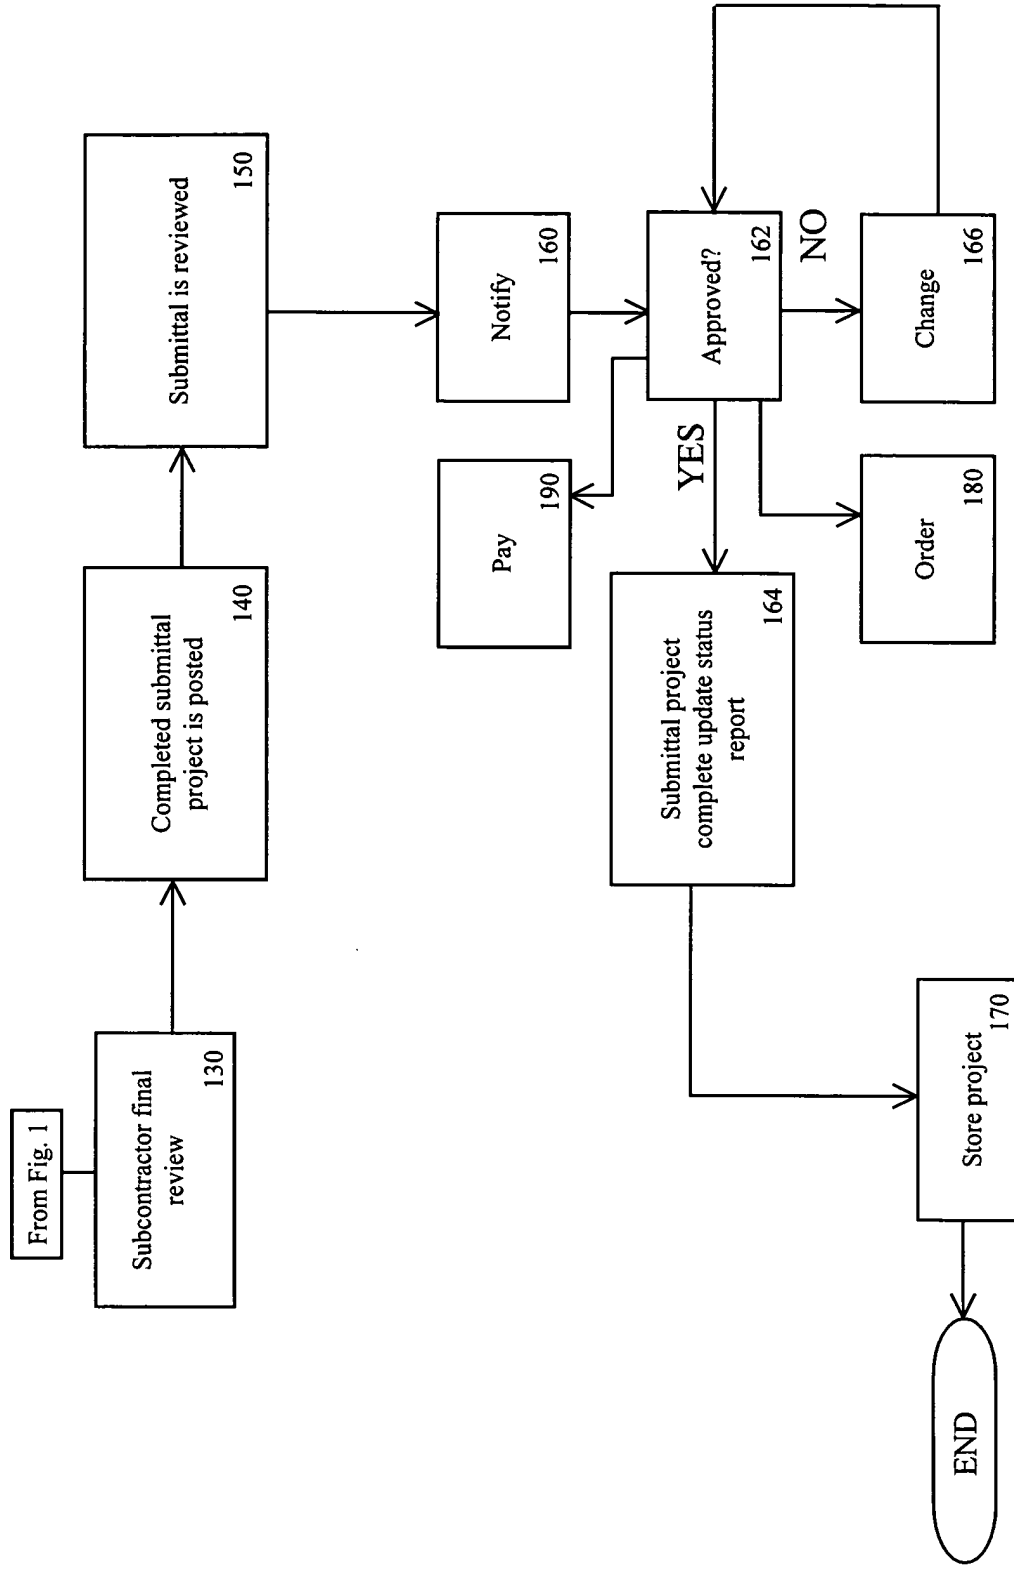 From Fig. 1
Subcontractor final
review
130
Completed submittal
project is posted
140
Submittal is reviewed
150
Notify
160
Pay
190
Approved?
162
YES
NO
Submittal project
complete update status
report
164
Order
180
Change
166
Store project
170
END